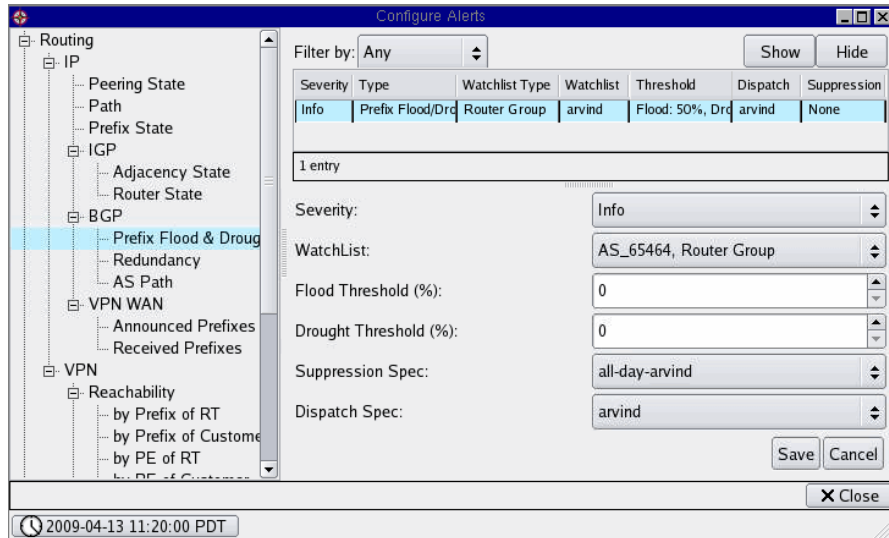 Configure Alerts
Routing
IP
Peering State
Path
Prefix State
IGP
Adjacency State
Router State
BGP
Prefix Flood & Droug
Redundancy
AS Path
VPN WAN
Announced Prefixes
Received Prefixes
VPN
Reachability
by Prefix of RT
by Prefix of Custome
by PE of RT
by PE of Customer
Filter by: Any Show Hide
Severity Type Watchlist Type Watchlist Threshold Dispatch Suppression
Info Prefix Flood/Dro Router Group arvind Flood: 50%, Dro arvind None
1 entry
Severity: Info
WatchList: AS_65464, Router Group
Flood Threshold (%): 0
Drought Threshold (%): 0
Suppression Spec: all-day-arvind
Dispatch Spec: arvind
Save Cancel
Close
2009-04-13 11:20:00 PDT